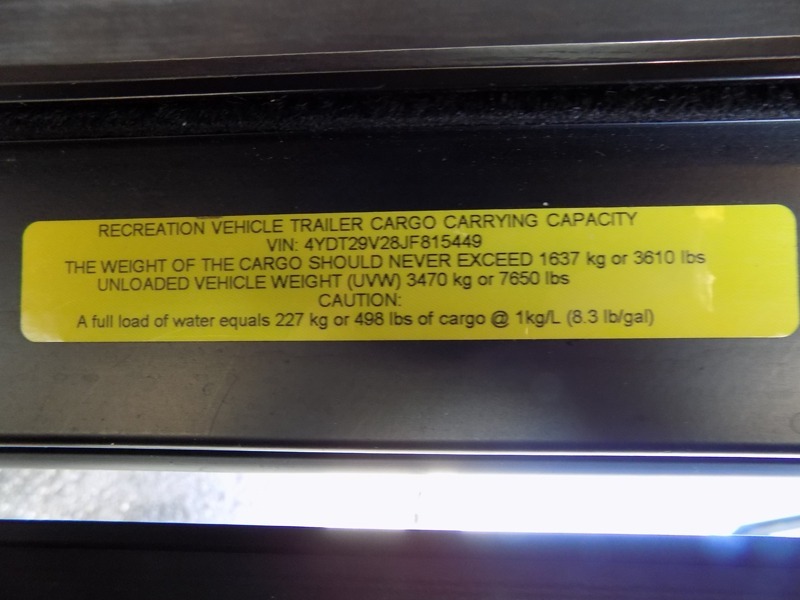 RECREATION VEHICLE TRAILER CARGO CARRYING CAPACITY
VIN: 4YDT29V28JF815449
THE WEIGHT OF THE CARGO SHOULD NEVER EXCEED 1637 kg or 3610 lbs
UNLOADED VEHICLE WEIGHT (UVW) 3470 kg or 7650 lbs
CAUTION:
A full load of water equals 227 kg or 498 lbs of cargo @ 1kg/L (8.3 lb/gal)